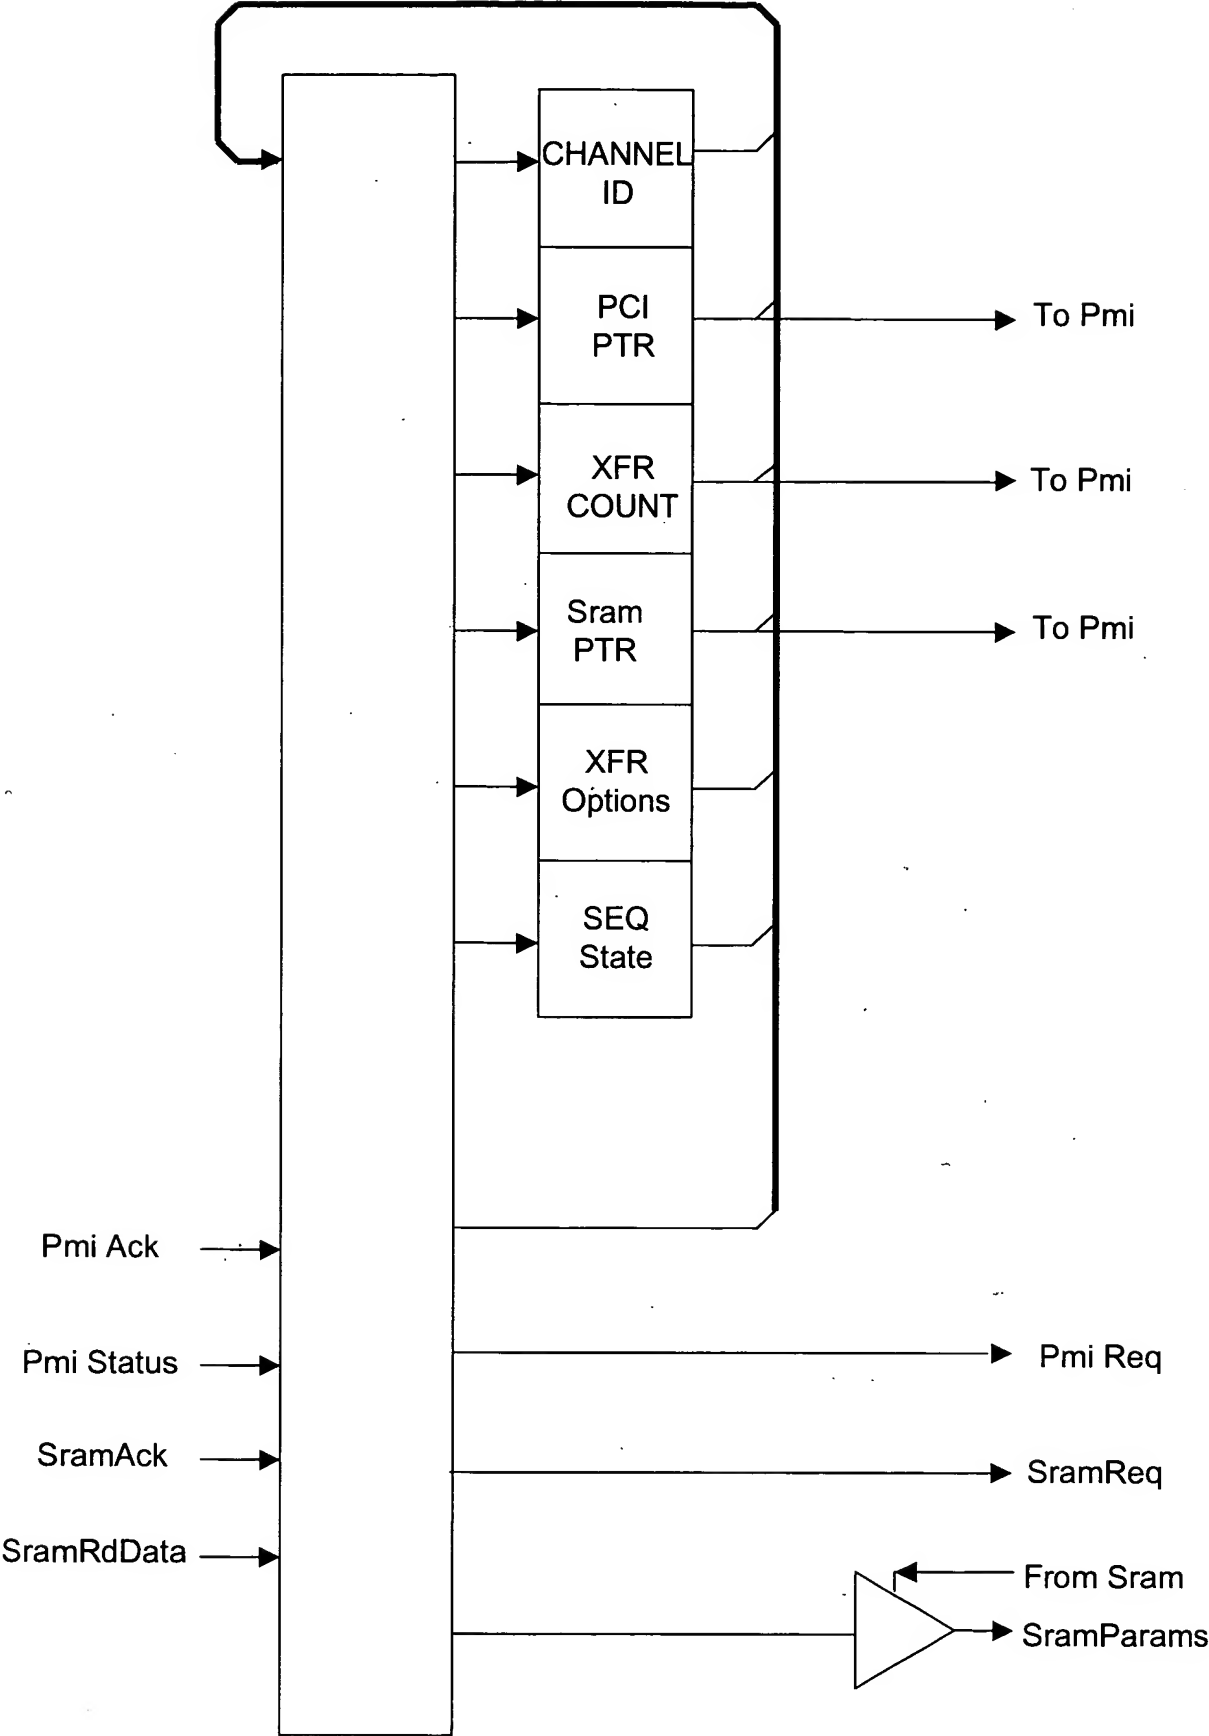 CHANNEL
ID
PCI
PTR
To Pmi
XFR
COUNT
To Pmi
Sram
PTR
To Pmi
XFR
Options
SEQ
State
Pmi Ack
Pmi Status
Pmi Req
SramAck
SramReq
SramRdData
From Sram
SramParams